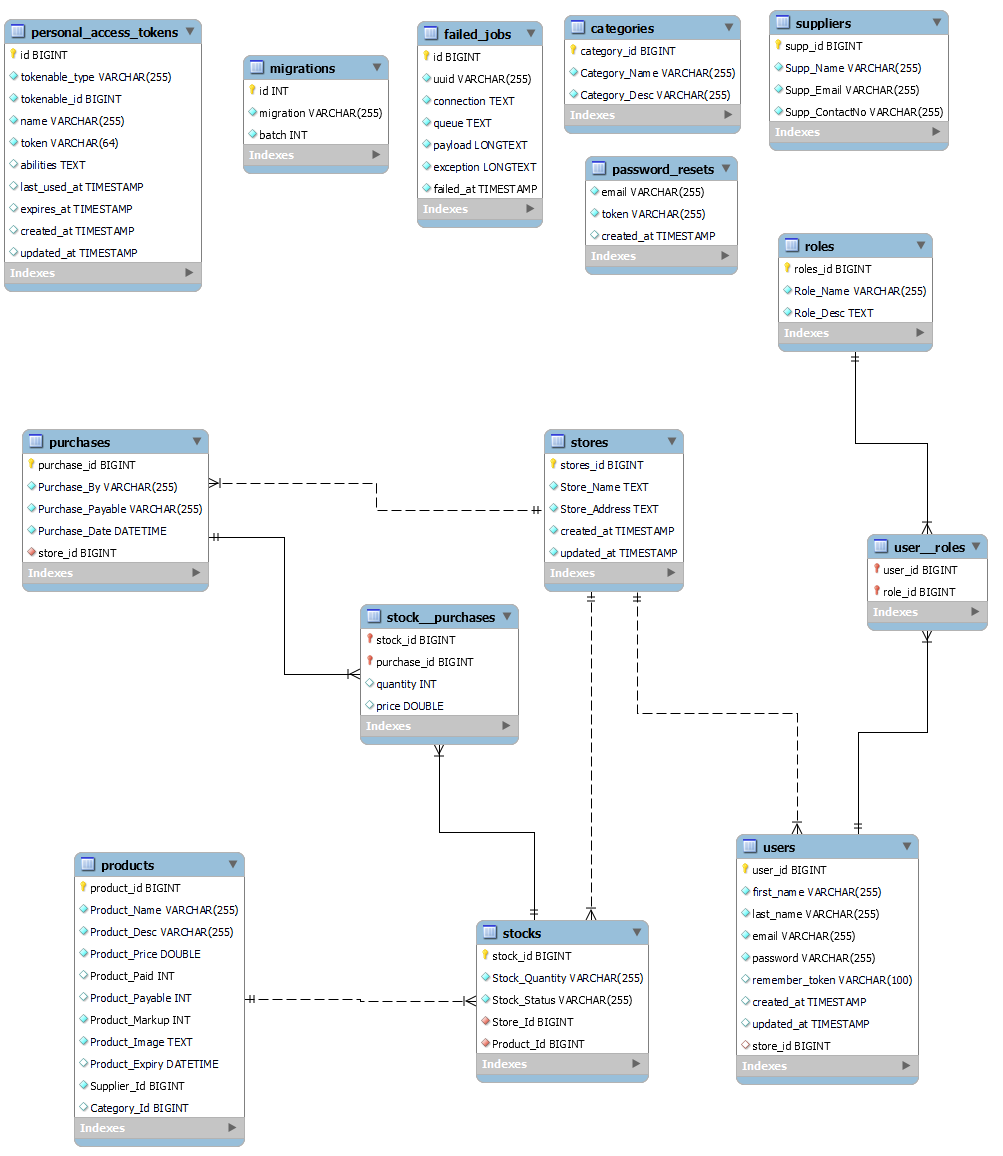 personal_access_tokens
id BIGINT
tokenable_type VARCHAR(255)
tokenable_id BIGINT
name VARCHAR(255)
token VARCHAR(64)
abilities TEXT
last_used_at TIMESTAMP
expires_at TIMESTAMP
created_at TIMESTAMP
updated_at TIMESTAMP
Indexes
migrations
id INT
migration VARCHAR(255)
batch INT
Indexes
failed_jobs
id BIGINT
uuid VARCHAR(255)
connection TEXT
queue TEXT
payload LONGTEXT
exception LONGTEXT
failed_at TIMESTAMP
Indexes
categories
category_id BIGINT
Category_Name VARCHAR(255)
Category_Desc VARCHAR(255)
Indexes
suppliers
supp_id BIGINT
Supp_Name VARCHAR(255)
Supp_Email VARCHAR(255)
Supp_ContactNo VARCHAR(255)
Indexes
password_resets
email VARCHAR(255)
token VARCHAR(255)
created_at TIMESTAMP
Indexes
roles
roles_id BIGINT
Role_Name VARCHAR(255)
Role_Desc TEXT
Indexes
purchases
purchase_id BIGINT
Purchase_By VARCHAR(255)
Purchase_Payable VARCHAR(255)
Purchase_Date DATETIME
store_id BIGINT
Indexes
stores
stores_id BIGINT
Store_Name TEXT
Store_Address TEXT
created_at TIMESTAMP
updated_at TIMESTAMP
Indexes
user__roles
user_id BIGINT
role_id BIGINT
Indexes
stock__purchases
stock_id BIGINT
purchase_id BIGINT
quantity INT
price DOUBLE
Indexes
products
product_id BIGINT
Product_Name VARCHAR(255)
Product_Desc VARCHAR(255)
Product_Price DOUBLE
Product_Paid INT
Product_Payable INT
Product_Markup INT
Product_Image TEXT
Product_Expiry DATETIME
Supplier_Id BIGINT
Category_Id BIGINT
Indexes
stocks
stock_id BIGINT
Stock_Quantity VARCHAR(255)
Stock_Status VARCHAR(255)
Store_Id BIGINT
Product_Id BIGINT
Indexes
users
user_id BIGINT
first_name VARCHAR(255)
last_name VARCHAR(255)
email VARCHAR(255)
password VARCHAR(255)
remember_token VARCHAR(100)
created_at TIMESTAMP
updated_at TIMESTAMP
store_id BIGINT
Indexes